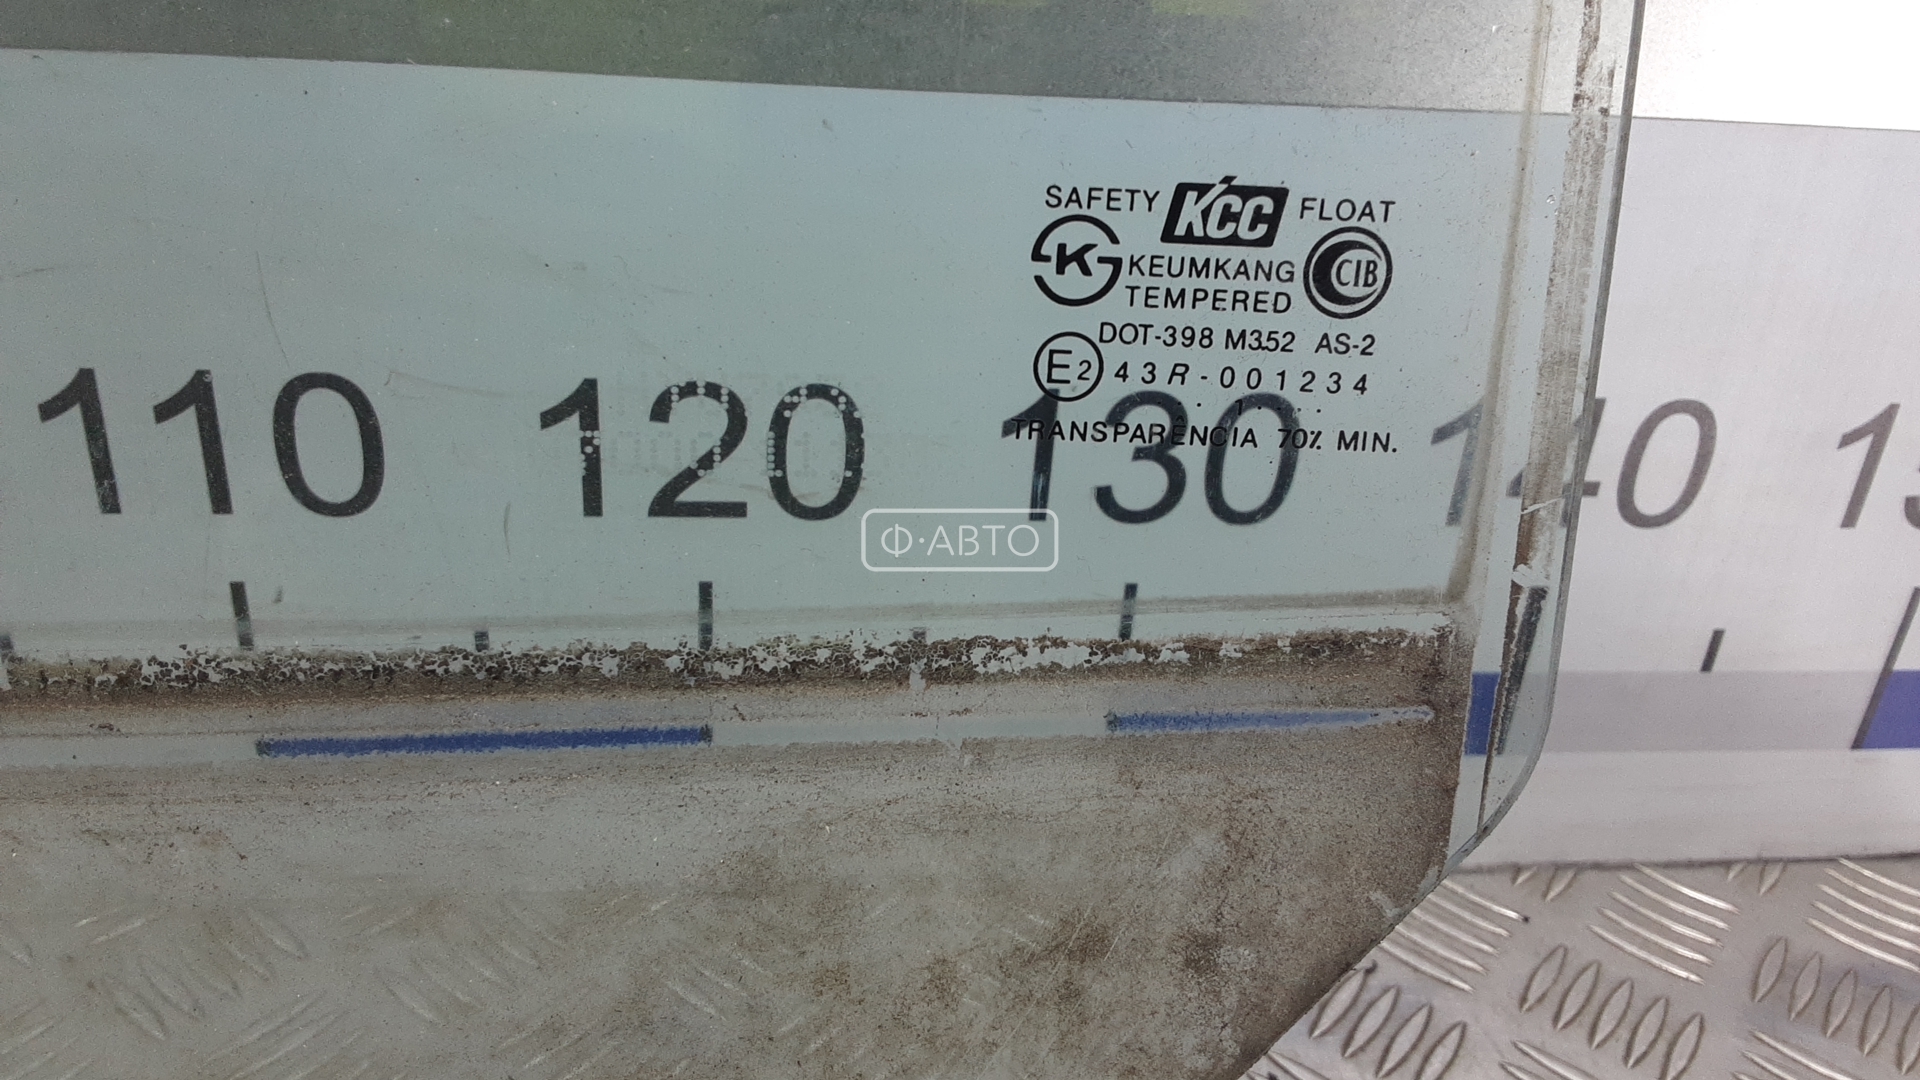 SAFETY KCC FLOAT
K KEUMKANG CIB
TEMPERED
DOT-398 M352 AS-2
E2 43R-001234
. . 1 . . . .
TRANSPARÊNCIA 70% MIN.
110 120 130 140
Ф·АВТО